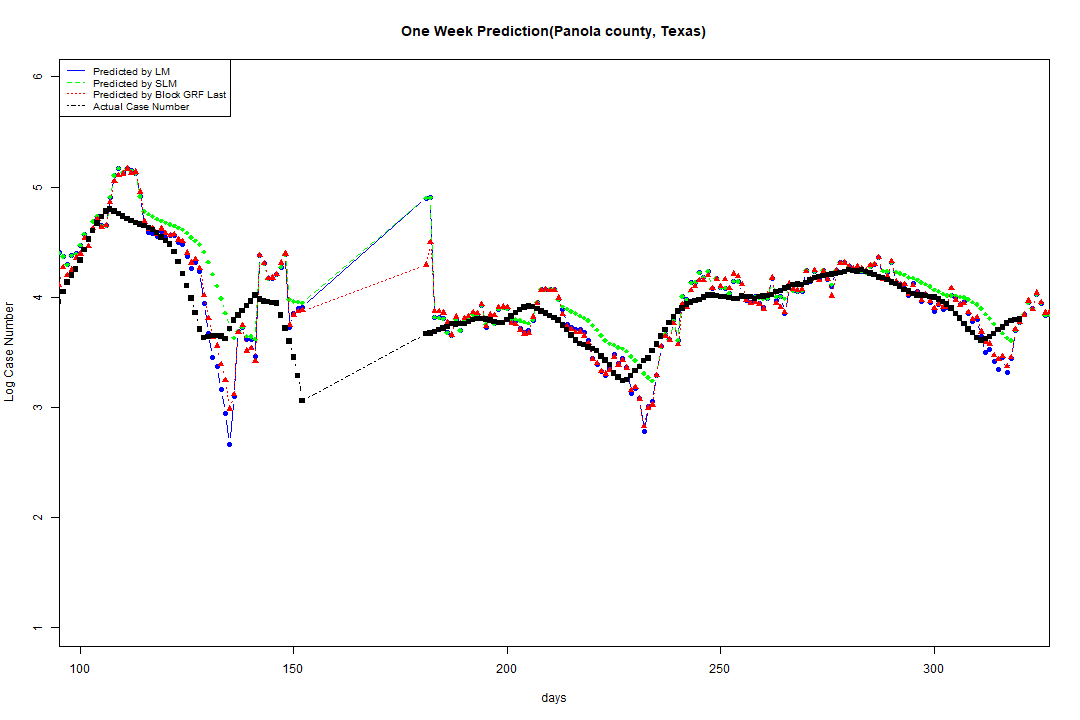 One Week Prediction(Panola county, Texas)
Predicted by LM
Predicted by SLM
Predicted by Block GRF Last
Actual Case Number
6
5
4
3
2
1
Log Case Number
100
150
200
250
300
days